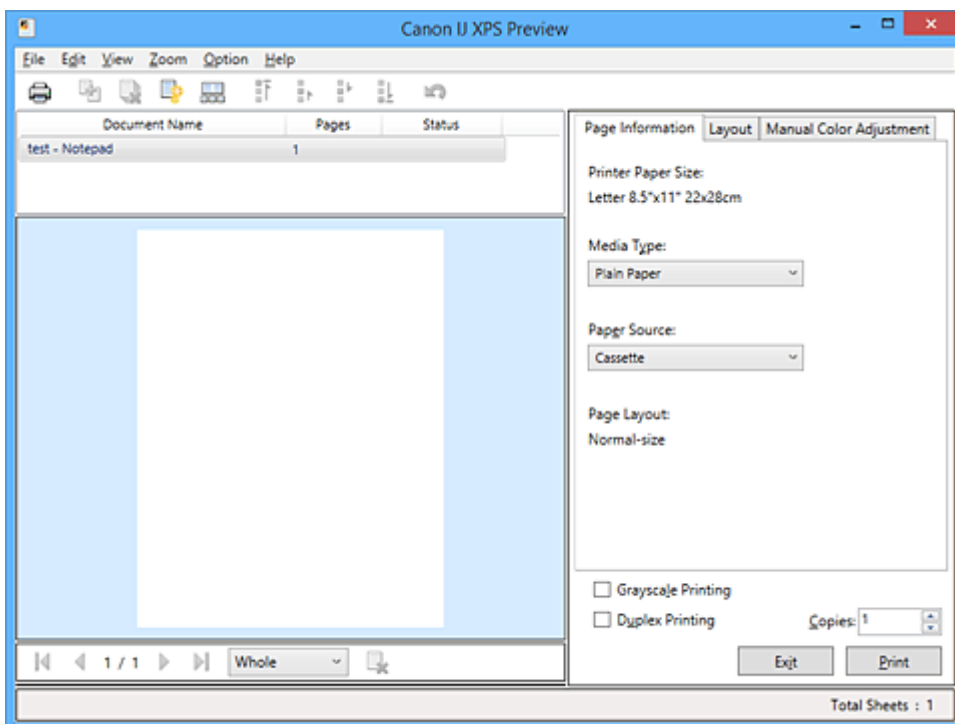 Canon IJ XPS Preview
File Edit View Zoom Option Help
Document Name Pages Status
test - Notepad 1
Page Information Layout Manual Color Adjustment
Printer Paper Size:
Letter 8.5"x11" 22x28cm
Media Type:
Plain Paper
Paper Source:
Cassette
Page Layout:
Normal-size
Grayscale Printing
Duplex Printing Copies: 1
1 / 1 Whole
Exit Print
Total Sheets : 1